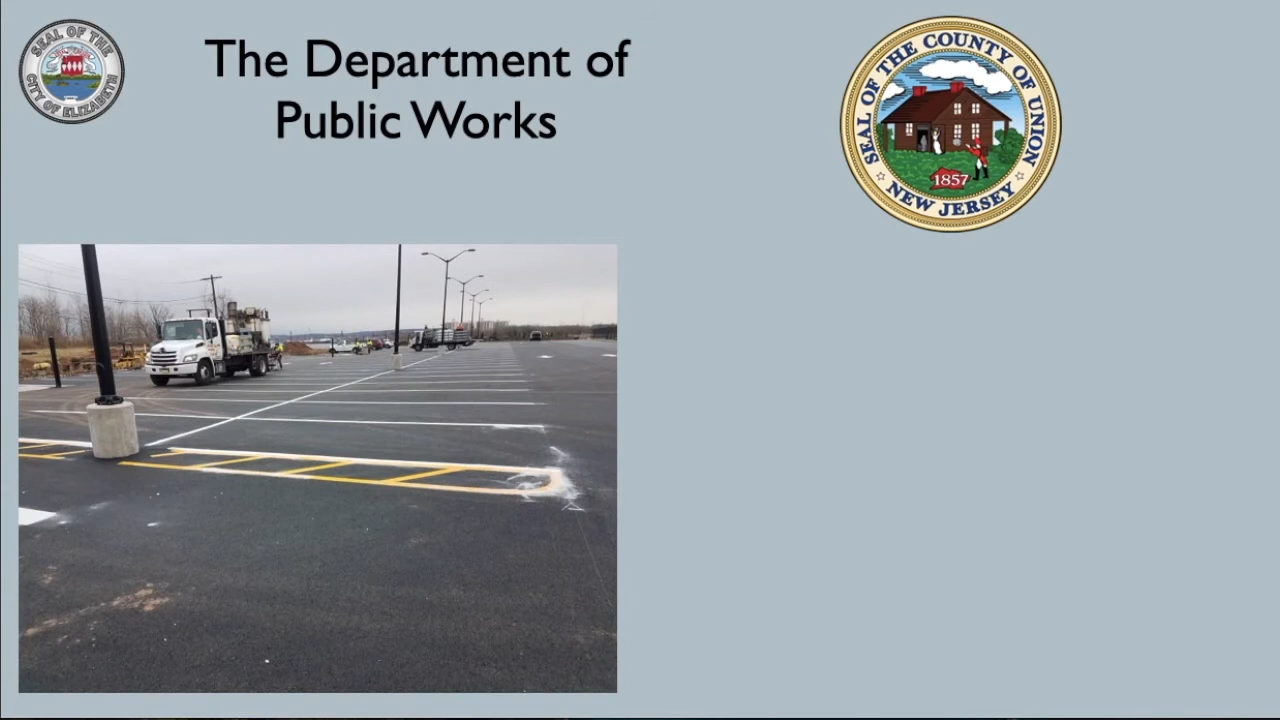 SEAL OF THE
CITY OF ELIZABETH
The Department of
Public Works
SEAL OF THE COUNTY OF UNION
NEW JERSEY
1857